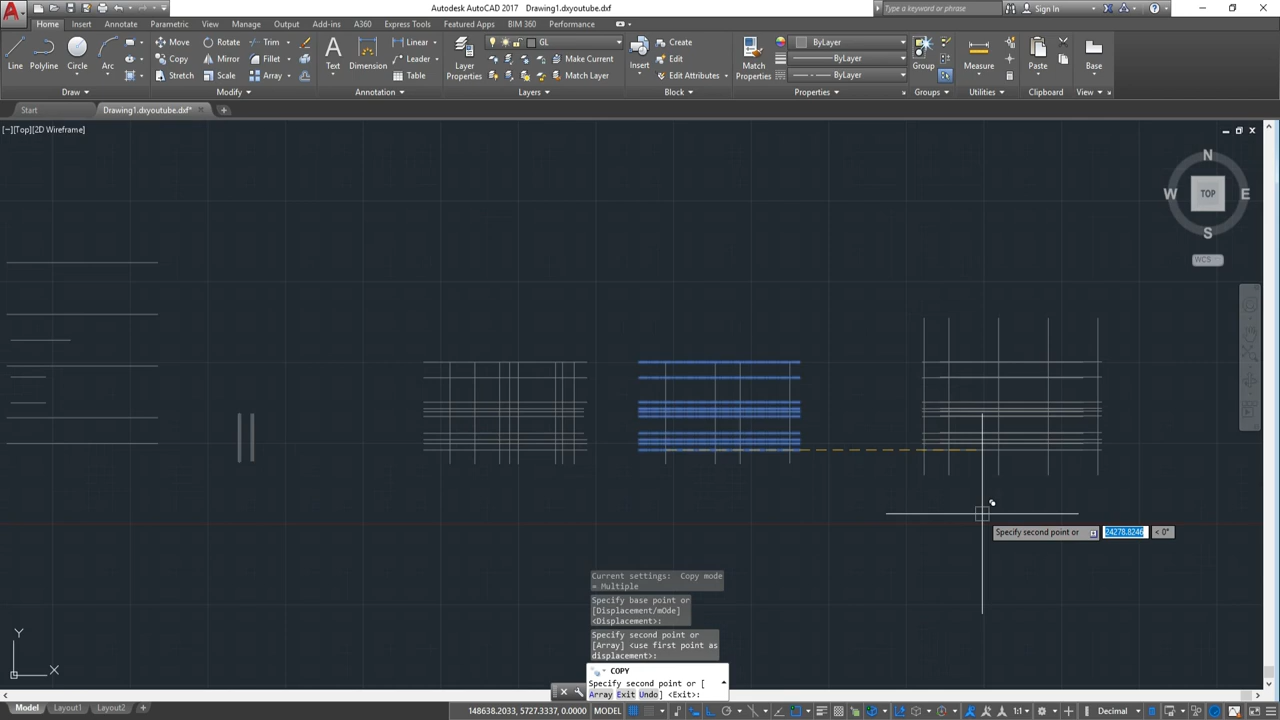 Autodesk AutoCAD 2017 Drawing1.dxyoutube.dxf
Type a keyword or phrase
Sign In
Home Insert Annotate Parametric View Manage Output Add-ins A360 Express Tools Featured Apps BIM 360 Performance
Line
Polyline
Circle
Arc
Move
Copy
Stretch
Rotate
Mirror
Scale
Trim
Fillet
Array
Text
Dimension
Linear
Leader
Table
Layer
Properties
GL
Make Current
Match Layer
Insert
Create
Edit
Edit Attributes
Match
Properties
ByLayer
ByLayer
ByLayer
Group
Measure
Paste
Base
Draw Modify Annotation Layers Block Properties Groups Utilities Clipboard View
Start Drawing1.dxyoutube.dxf*
[−][Top][2D Wireframe]
N
W TOP E
S
WCS
Specify second point or 24278.8246 < 0°
Current settings: Copy mode
= Multiple
Specify base point or
[Displacement/mOde]
<Displacement>:
Specify second point or
[Array] <use first point as
displacement>:
COPY
Specify second point or [
Array Exit Undo] <Exit>:
Y
X
Model Layout1 Layout2
148638.2033, 5727.3337, 0.0000 MODEL 1:1 Decimal